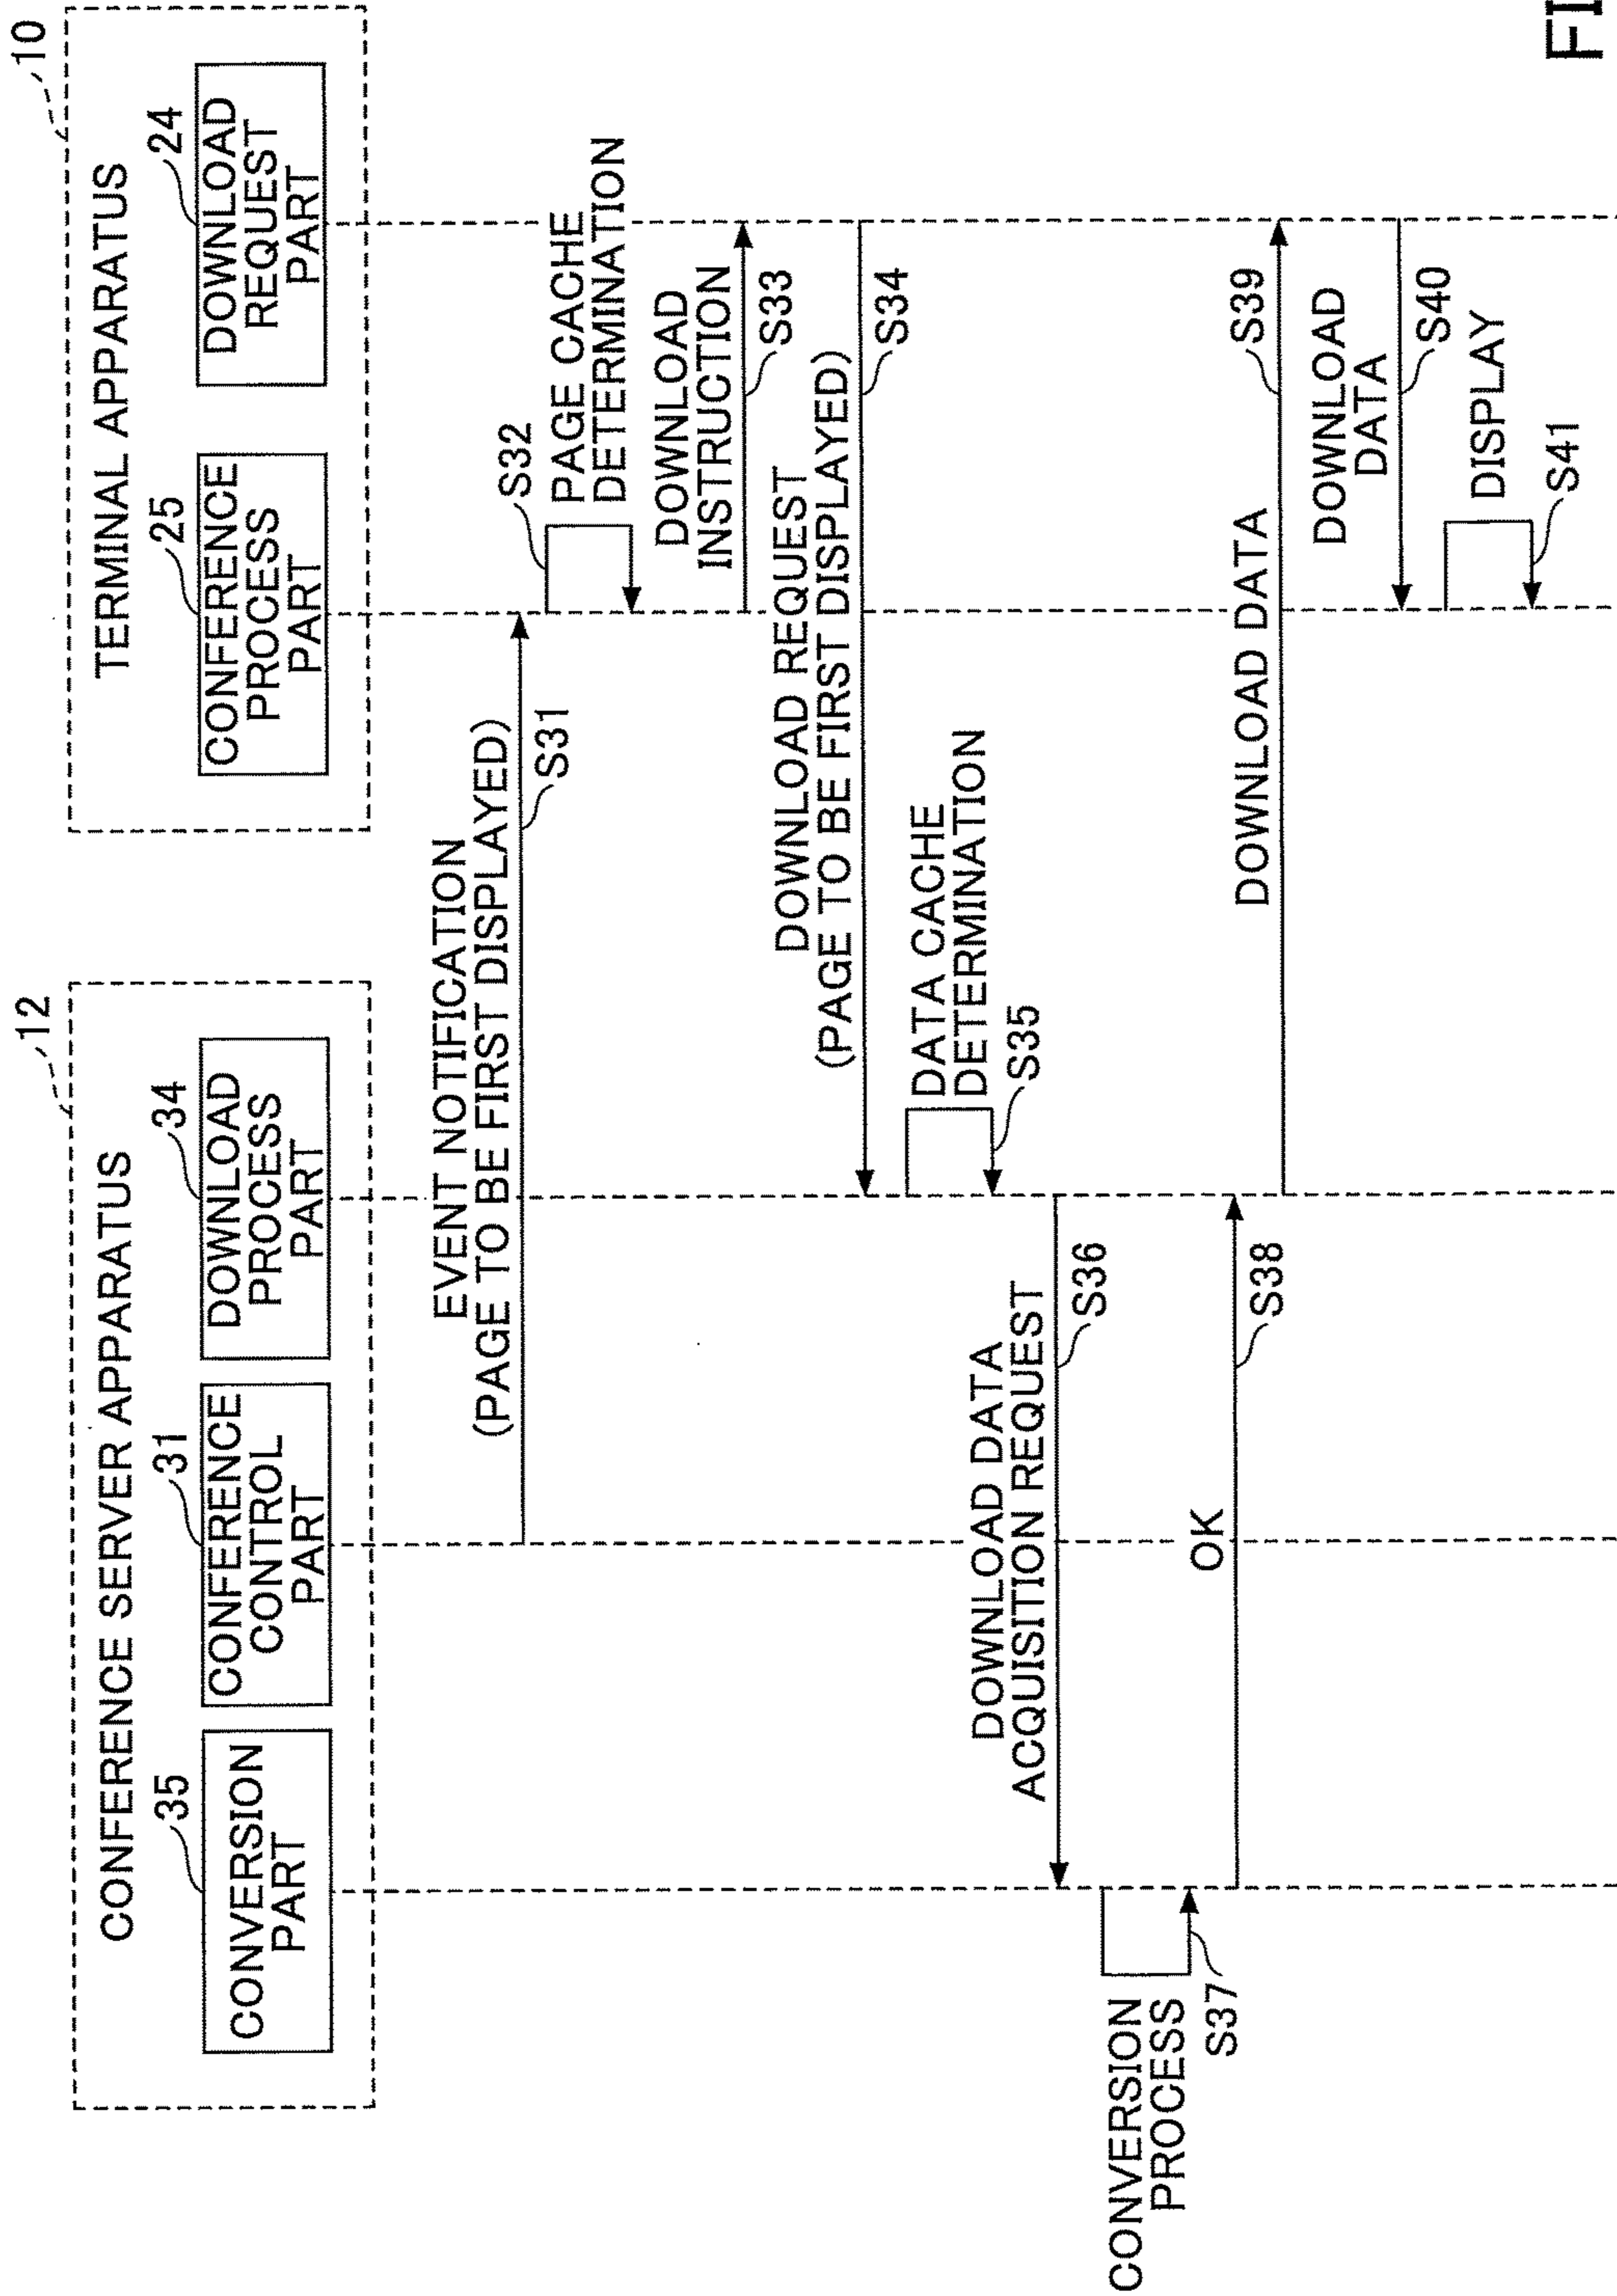 CONFERENCE SERVER APPARATUS
12
TERMINAL APPARATUS
10
35
CONVERSION
PART
31
CONFERENCE
CONTROL
PART
34
DOWNLOAD
PROCESS
PART
25
CONFERENCE
PROCESS
PART
24
DOWNLOAD
REQUEST
PART
EVENT NOTIFICATION
(PAGE TO BE FIRST DISPLAYED)
S31
S32
PAGE CACHE
DETERMINATION
DOWNLOAD
INSTRUCTION
S33
DOWNLOAD REQUEST
(PAGE TO BE FIRST DISPLAYED)
S34
DATA CACHE
DETERMINATION
S35
DOWNLOAD DATA
ACQUISITION REQUEST
S36
CONVERSION
PROCESS
S37
OK
S38
DOWNLOAD DATA
S39
DOWNLOAD
DATA
S40
DISPLAY
S41